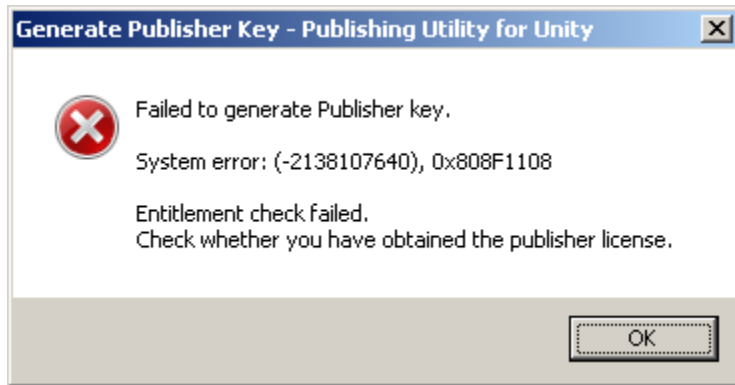 Generate Publisher Key - Publishing Utility for Unity
Failed to generate Publisher key.
System error: (-2138107640), 0x808F1108
Entitlement check failed.
Check whether you have obtained the publisher license.
OK